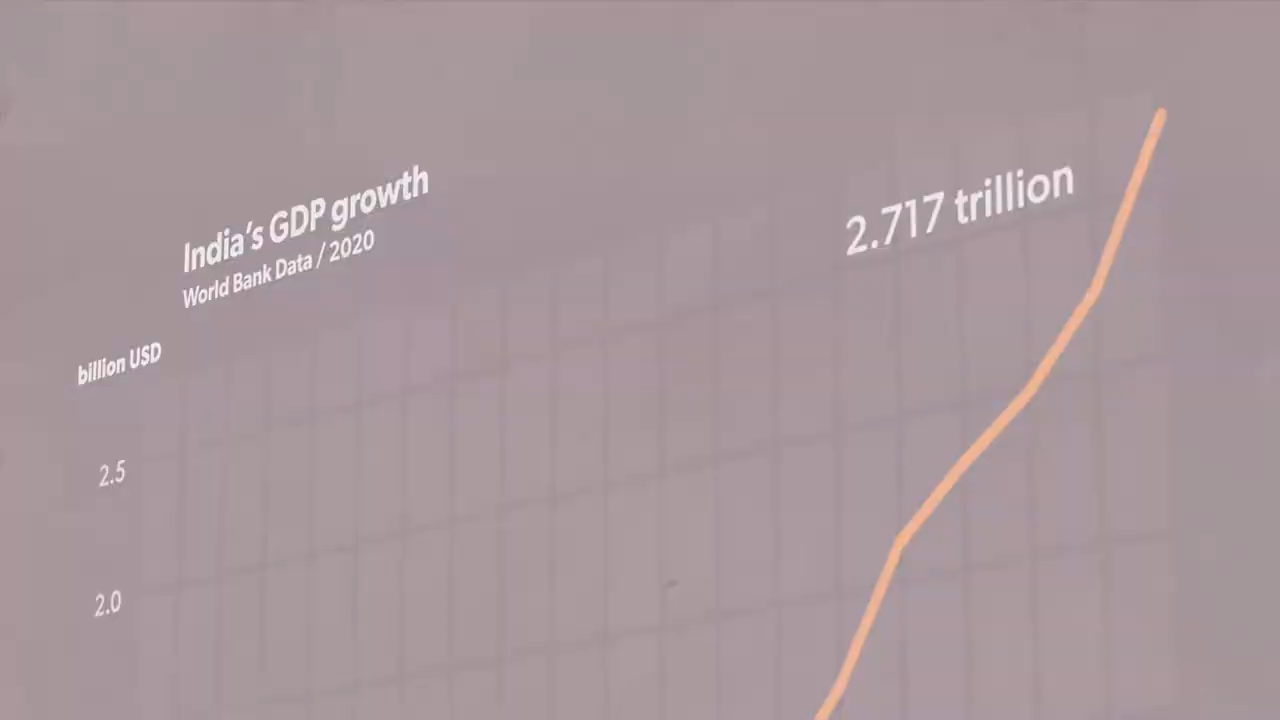 India's GDP growth
World Bank Data / 2020
2.717 trillion
billion USD
2.5
2.0